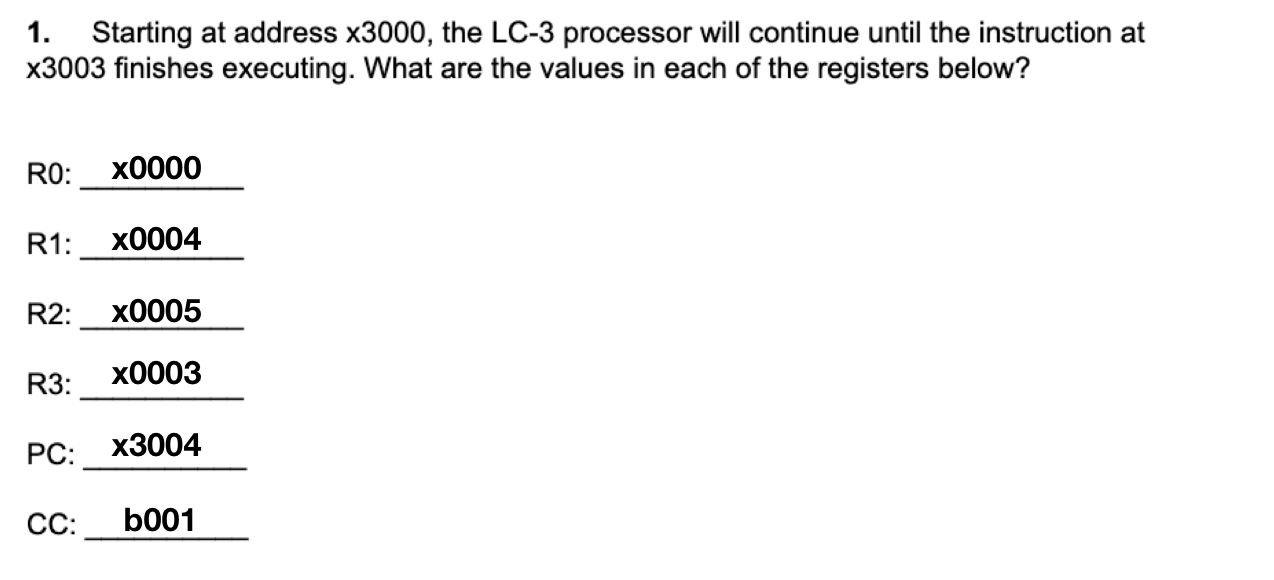 1. Starting at address x3000, the LC-3 processor will continue until the instruction at
x3003 finishes executing. What are the values in each of the registers below?
R0: x0000
R1: x0004
R2: x0005
R3: x0003
PC: x3004
CC: b001